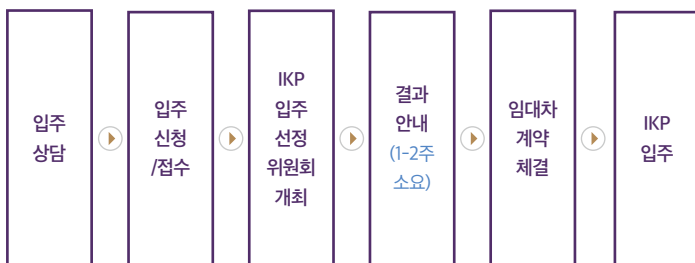 입주
상담
입주
신청
/접수
IKP
입주
선정
위원회
개최
결과
안내
(1-2주
소요)
임대차
계약
체결
IKP
입주